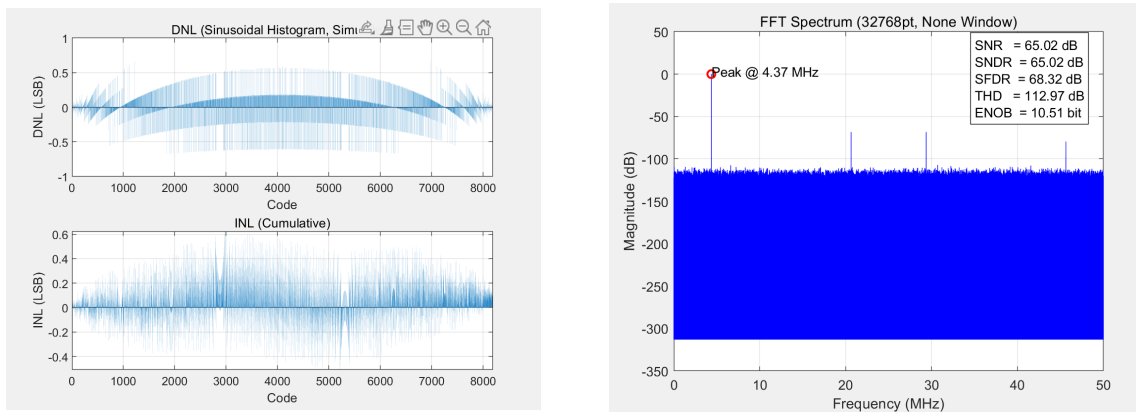 DNL (Sinusoidal Histogram, Simu
1
0.5
0
-0.5
-1
DNL (LSB)
0 1000 2000 3000 4000 5000 6000 7000 8000
Code
INL (Cumulative)
0.6
0.4
0.2
0
-0.2
-0.4
INL (LSB)
0 1000 2000 3000 4000 5000 6000 7000 8000
Code
FFT Spectrum (32768pt, None Window)
50
0
-50
-100
-150
-200
-250
-300
-350
Magnitude (dB)
Peak @ 4.37 MHz
SNR = 65.02 dB
SNDR = 65.02 dB
SFDR = 68.32 dB
THD = 112.97 dB
ENOB = 10.51 bit
0 10 20 30 40 50
Frequency (MHz)